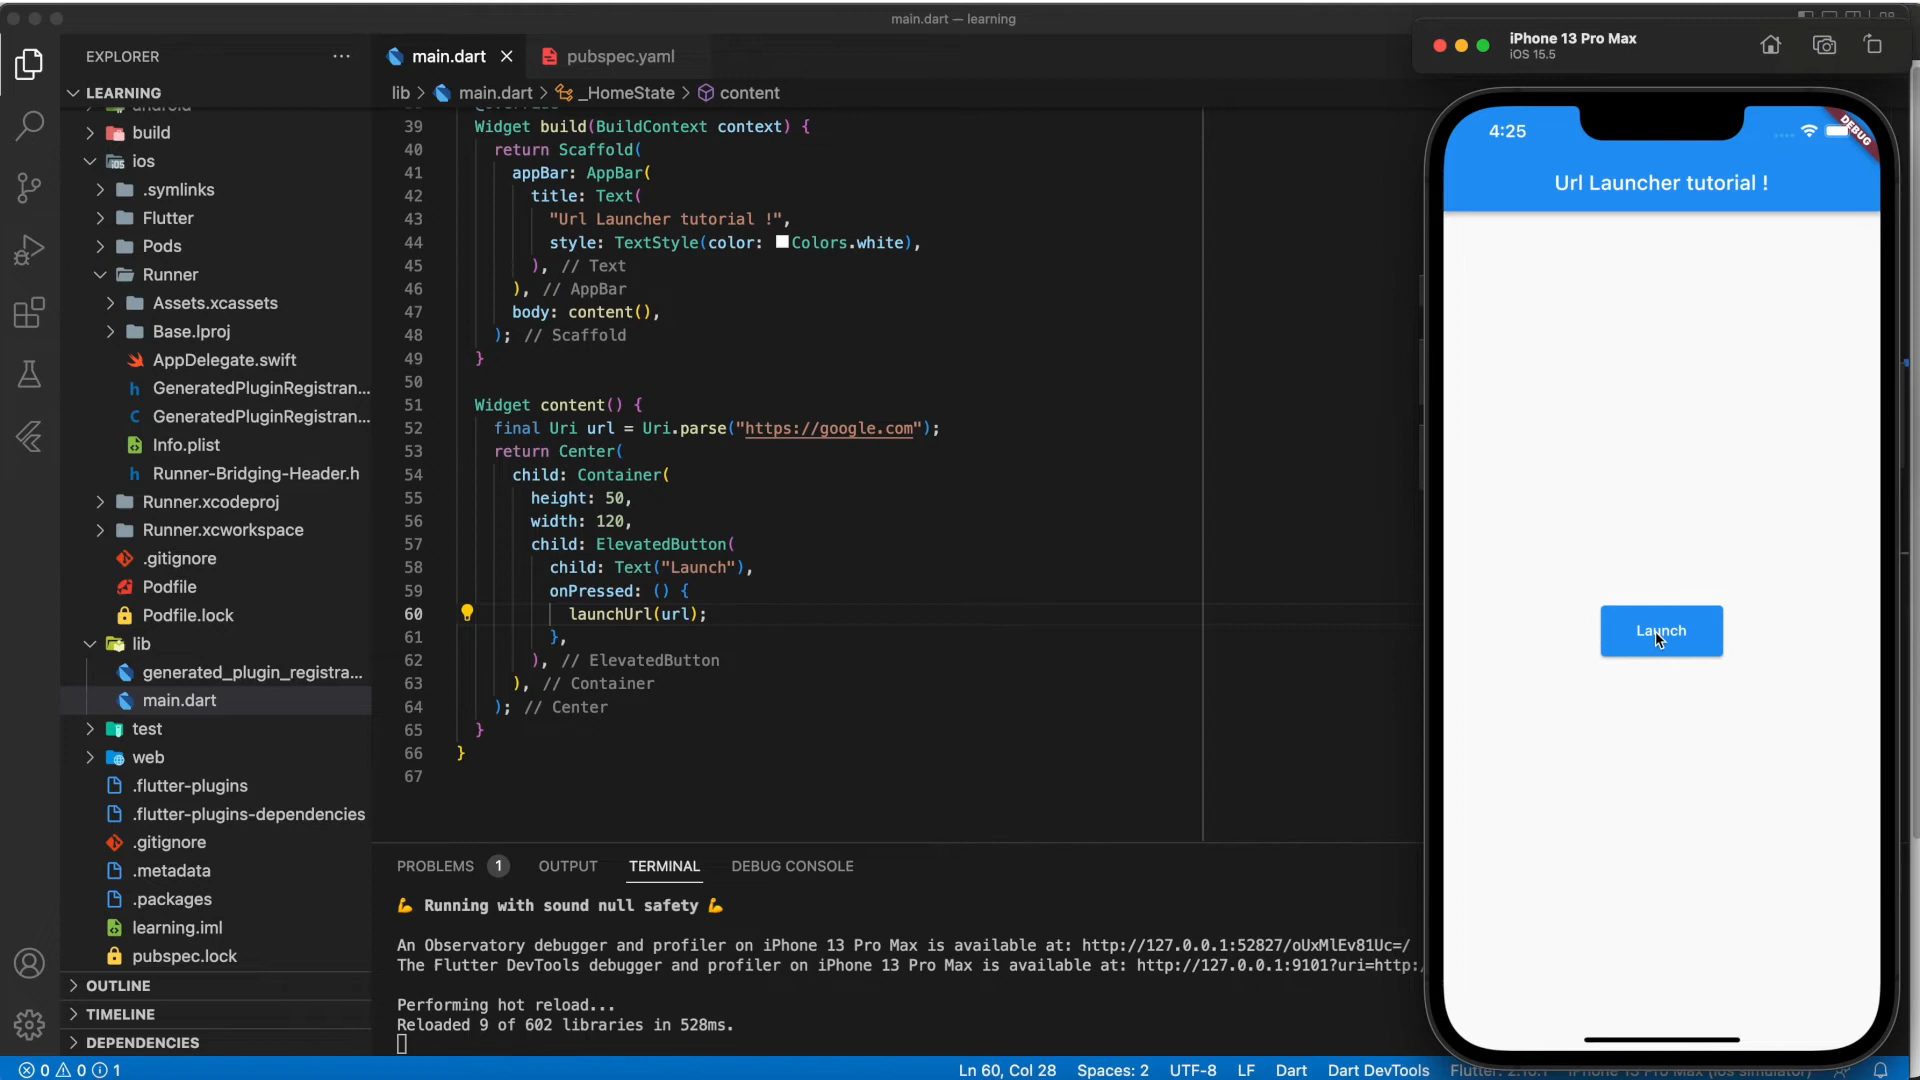 main.dart — learning
EXPLORER
main.dart
pubspec.yaml
lib > main.dart > _HomeState > content
LEARNING
android
build
ios
.symlinks
Flutter
Pods
Runner
Assets.xcassets
Base.lproj
AppDelegate.swift
h GeneratedPluginRegistran...
C GeneratedPluginRegistran...
Info.plist
h Runner-Bridging-Header.h
Runner.xcodeproj
Runner.xcworkspace
.gitignore
Podfile
Podfile.lock
lib
generated_plugin_registra...
main.dart
test
web
.flutter-plugins
.flutter-plugins-dependencies
.gitignore
.metadata
.packages
learning.iml
pubspec.lock
OUTLINE
TIMELINE
DEPENDENCIES
39 Widget build(BuildContext context) {
40 return Scaffold(
41 appBar: AppBar(
42 title: Text(
43 "Url Launcher tutorial !",
44 style: TextStyle(color: Colors.white),
45 ), // Text
46 ), // AppBar
47 body: content(),
48 ); // Scaffold
49 }
50
51 Widget content() {
52 final Uri url = Uri.parse("https://google.com");
53 return Center(
54 child: Container(
55 height: 50,
56 width: 120,
57 child: ElevatedButton(
58 child: Text("Launch"),
59 onPressed: () {
60 launchUrl(url);
61 },
62 ), // ElevatedButton
63 ), // Container
64 ); // Center
65 }
66 }
67
PROBLEMS 1 OUTPUT TERMINAL DEBUG CONSOLE
💪 Running with sound null safety 💪
An Observatory debugger and profiler on iPhone 13 Pro Max is available at: http://127.0.0.1:52827/oUxMlEv81Uc=/
The Flutter DevTools debugger and profiler on iPhone 13 Pro Max is available at: http://127.0.0.1:9101?uri=http:/
Performing hot reload...
Reloaded 9 of 602 libraries in 528ms.
0 0 1
Ln 60, Col 28 Spaces: 2 UTF-8 LF Dart Dart DevTools
iPhone 13 Pro Max
iOS 15.5
4:25
DEBUG
Url Launcher tutorial !
Launch